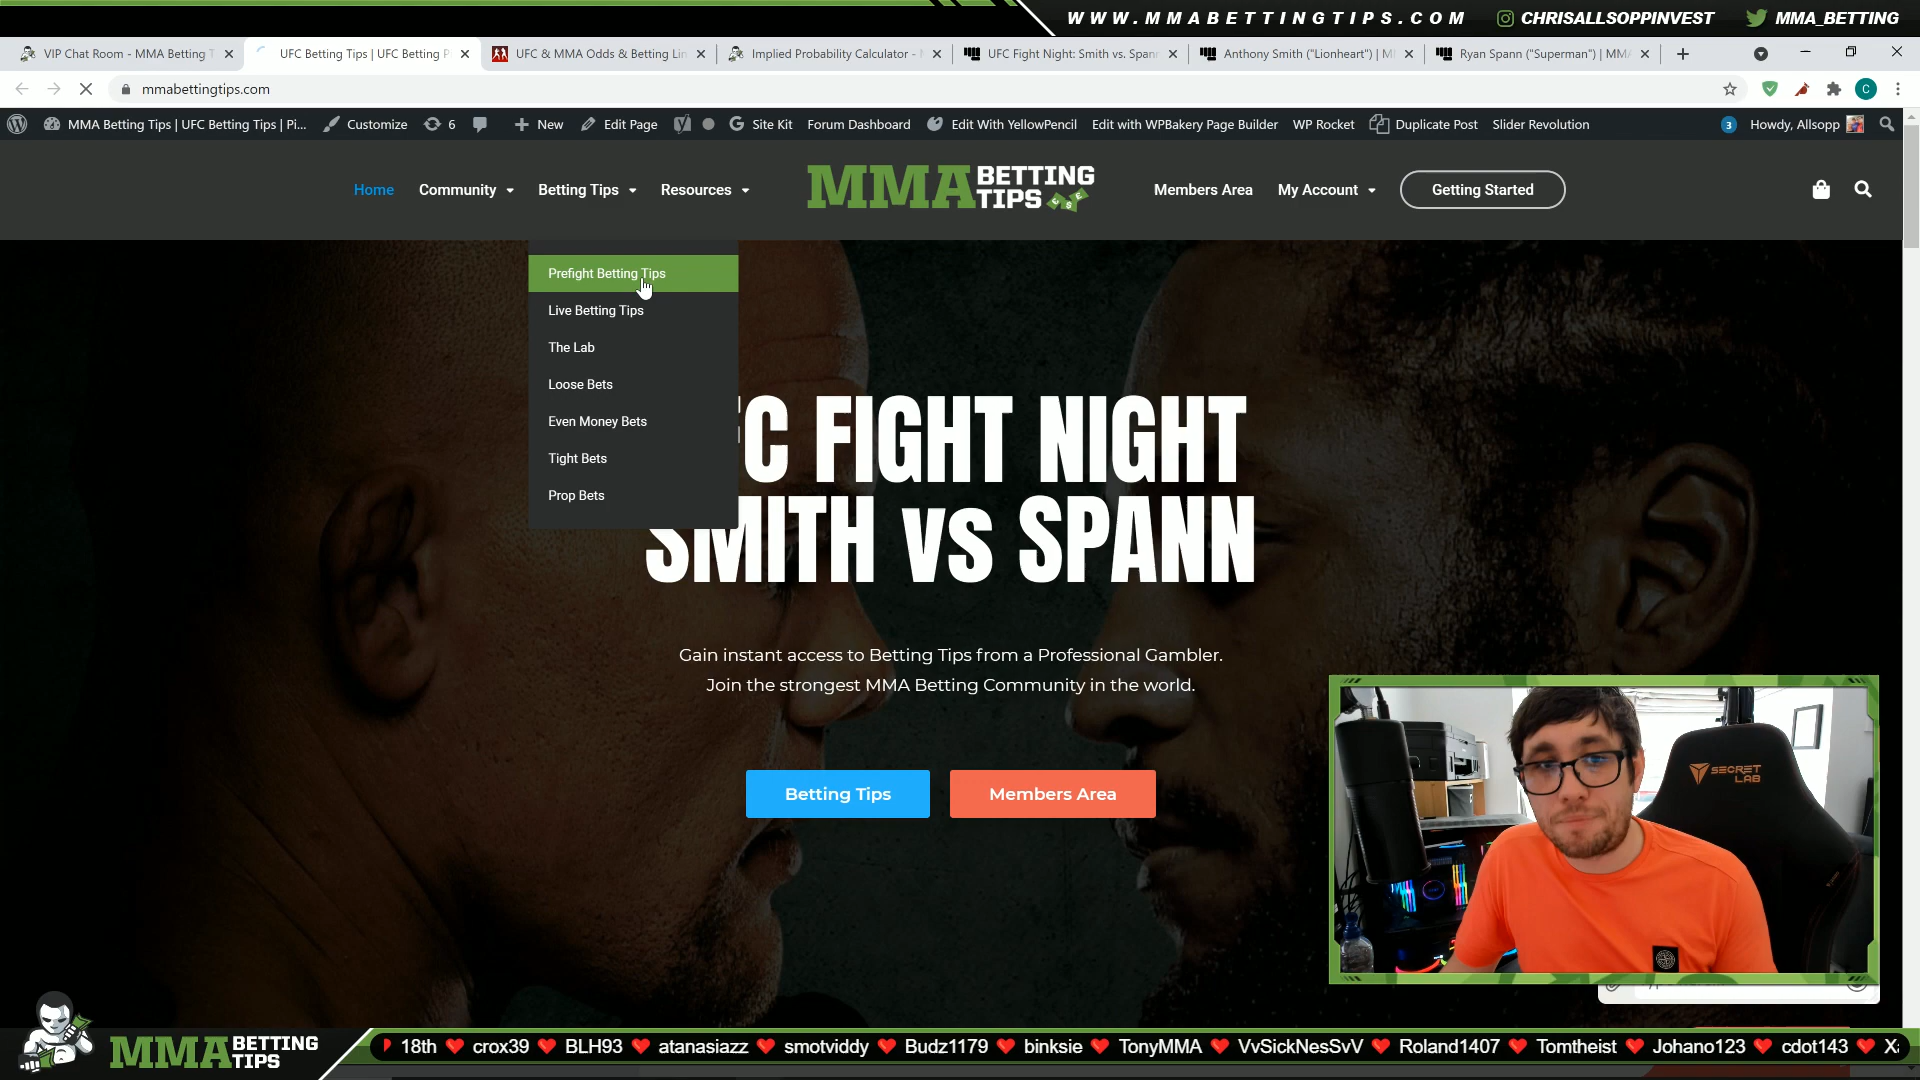 WWW.MMABETTINGTIPS.COM CHRISALLSOPPINVEST MMA_BETTING
VIP Chat Room - MMA Betting T UFC Betting Tips | UFC Betting P UFC & MMA Odds & Betting Lin Implied Probability Calculator - UFC Fight Night: Smith vs. Spann Anthony Smith ("Lionheart") | M Ryan Spann ("Superman") | MMA
mmabettingtips.com C
MMA Betting Tips | UFC Betting Tips | Pi... Customize 6 New Edit Page Site Kit Forum Dashboard Edit With YellowPencil Edit with WPBakery Page Builder WP Rocket Duplicate Post Slider Revolution 3 Howdy, Allsopp
Home Community Betting Tips Resources MMA BETTING TIPS Members Area My Account Getting Started
Prefight Betting Tips
Live Betting Tips
The Lab
Loose Bets
Even Money Bets
Tight Bets
Prop Bets
FC FIGHT NIGHT
SMITH vs SPANN
Gain instant access to Betting Tips from a Professional Gambler.
Join the strongest MMA Betting Community in the world.
Betting Tips Members Area
SECRET
LAB
MMA BETTING TIPS
18th crox39 BLH93 atanasiazz smotviddy Budz1179 binksie TonyMMA VvSickNesSvV Roland1407 Tomtheist Johano123 cdot143